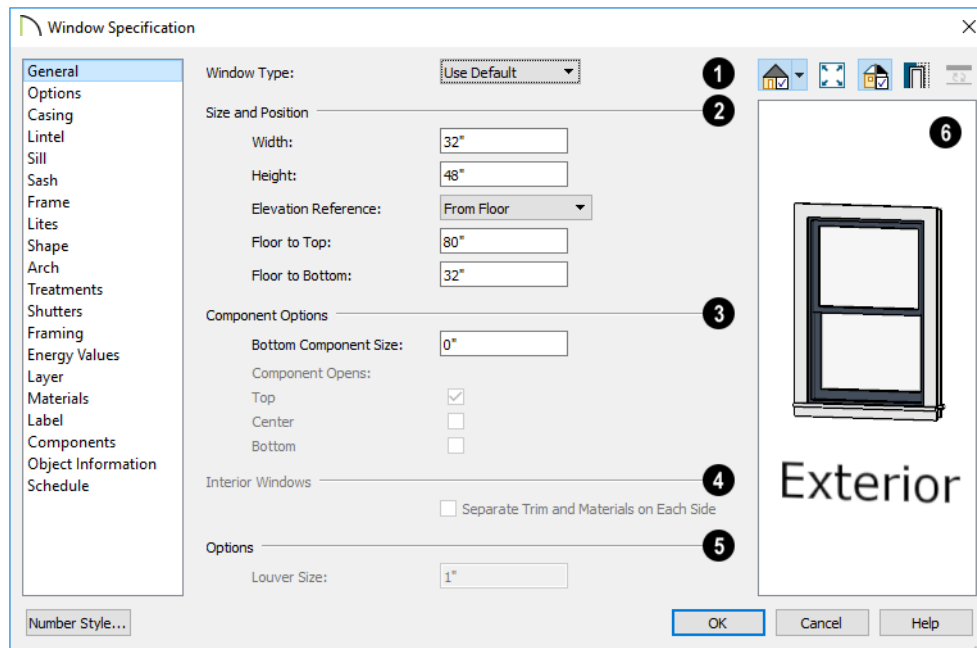 Window Specification
General
Options
Casing
Lintel
Sill
Sash
Frame
Lites
Shape
Arch
Treatments
Shutters
Framing
Energy Values
Layer
Materials
Label
Components
Object Information
Schedule
Number Style...
Window Type: Use Default 1
Size and Position 2
Width: 32"
Height: 48"
Elevation Reference: From Floor
Floor to Top: 80"
Floor to Bottom: 32"
Component Options 3
Bottom Component Size: 0"
Component Opens:
Top
Center
Bottom
Interior Windows 4
Separate Trim and Materials on Each Side
Options 5
Louver Size: 1"
6
Exterior
OK Cancel Help